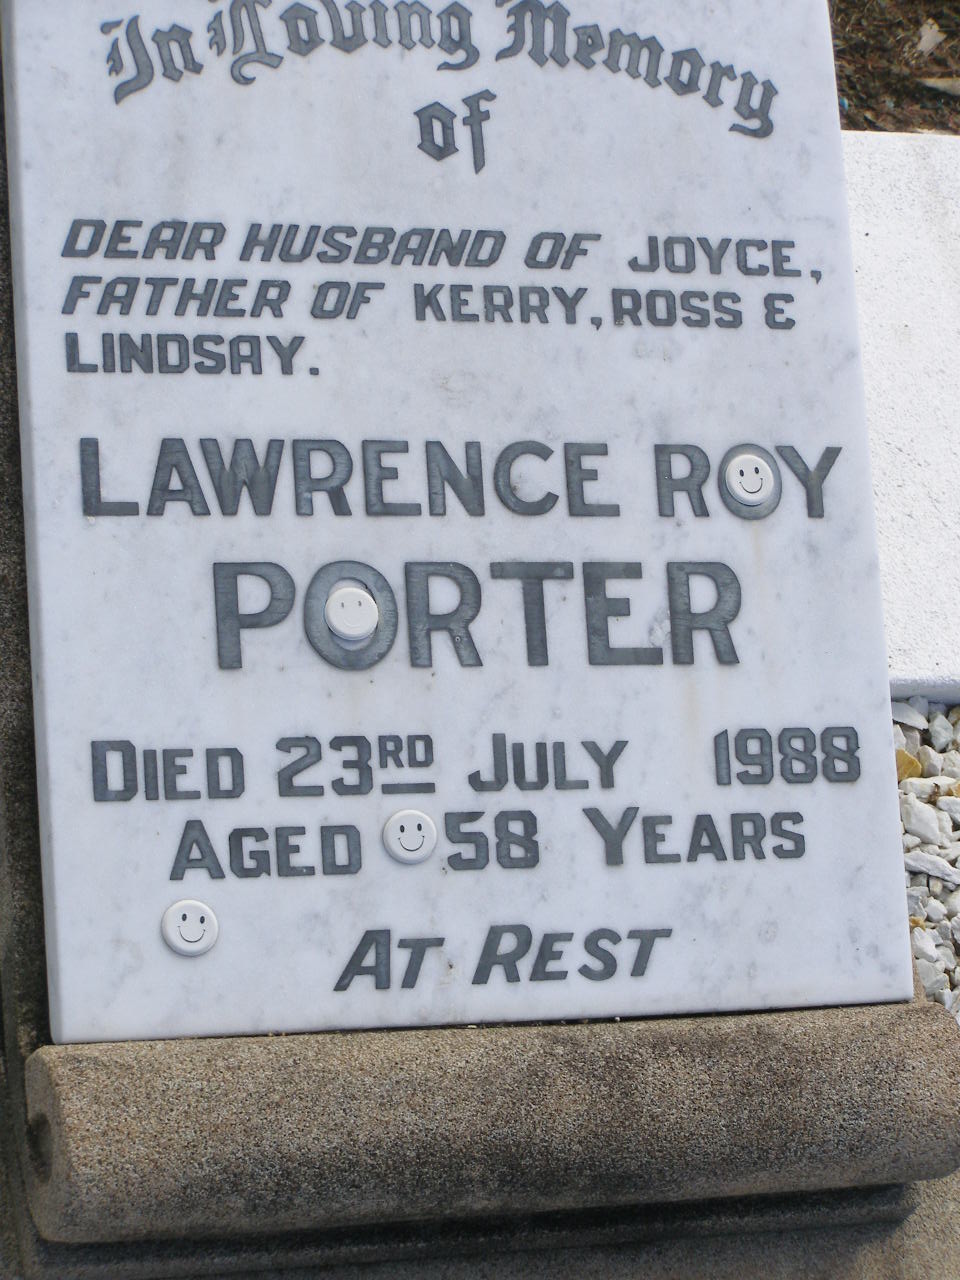 In Loving Memory
of
DEAR HUSBAND OF JOYCE,
FATHER OF KERRY, ROSS &
LINDSAY.
LAWRENCE ROY
PORTER
DIED 23RD JULY 1988
AGED 58 YEARS
AT REST